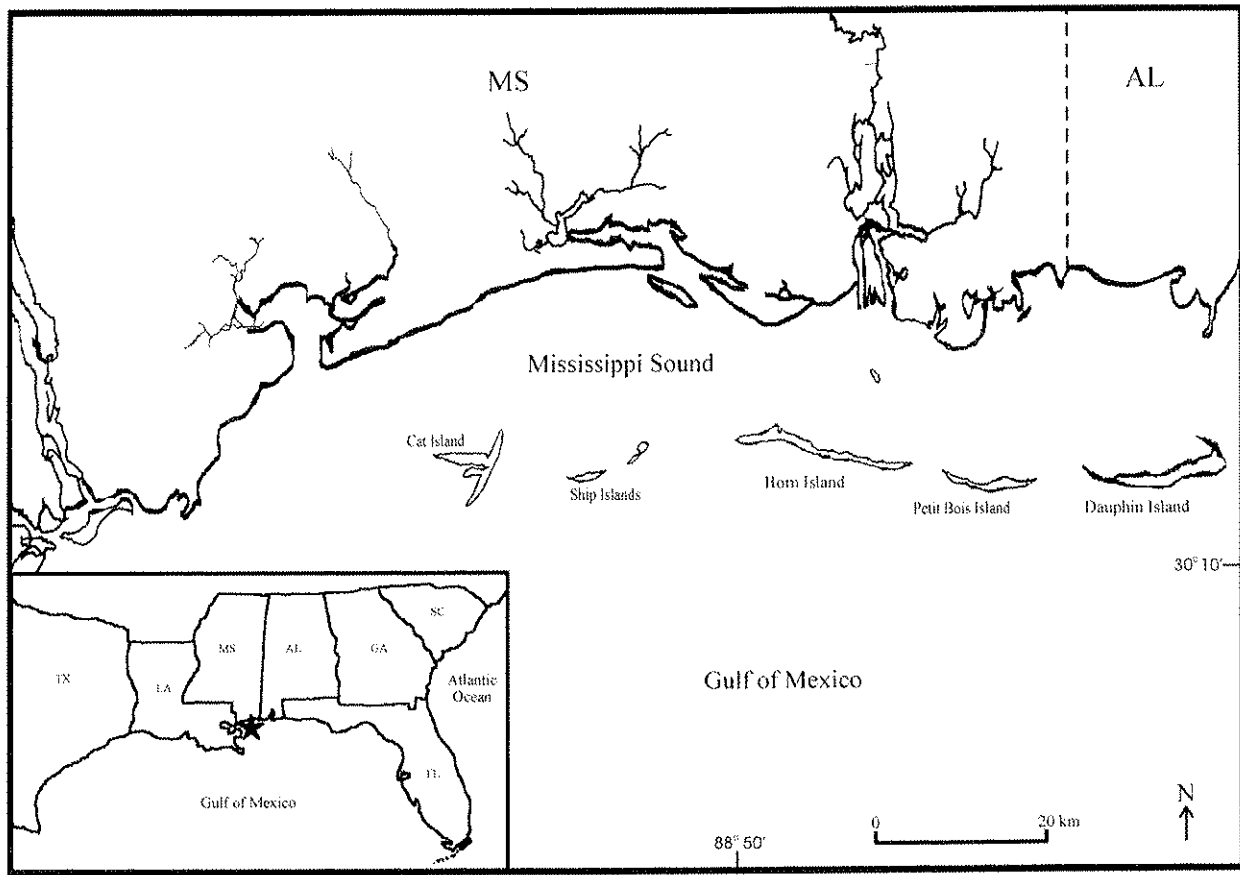 MS
AL
Mississippi Sound
Cat Island
Ship Islands
Horn Island
Petit Bois Island
Dauphin Island
30° 10'
Gulf of Mexico
88° 50'
0
20 km
N
TX
LA
MS
AL
GA
SC
FL
Atlantic
Ocean
Gulf of Mexico